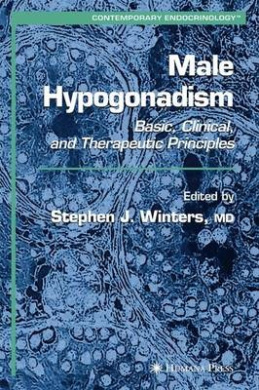 CONTEMPORARY ENDOCRINOLOGY™
Male
Hypogonadism
Basic, Clinical,
and Therapeutic Principles
Edited by
Stephen J. Winters, MD
HUMANA PRESS